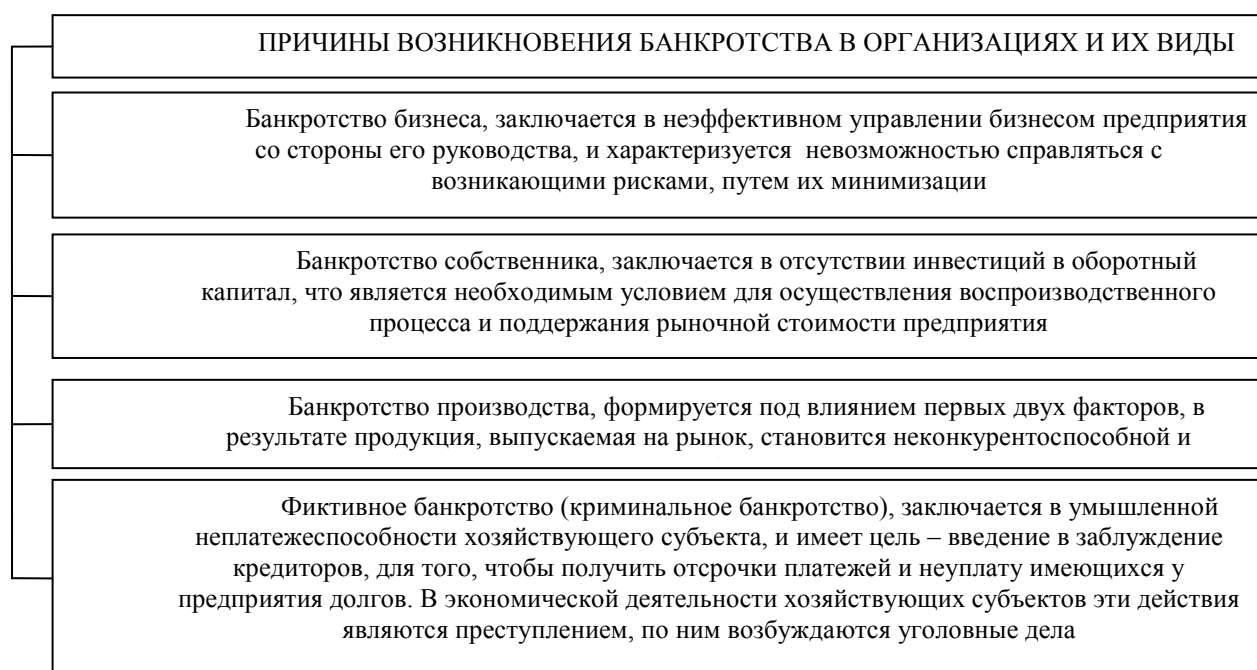 ПРИЧИНЫ ВОЗНИКНОВЕНИЯ БАНКРОТСТВА В ОРГАНИЗАЦИЯХ И ИХ ВИДЫ
Банкротство бизнеса, заключается в неэффективном управлении бизнесом предприятия
со стороны его руководства, и характеризуется невозможностью справляться с
возникающими рисками, путем их минимизации
Банкротство собственника, заключается в отсутствии инвестиций в оборотный
капитал, что является необходимым условием для осуществления воспроизводственного
процесса и поддержания рыночной стоимости предприятия
Банкротство производства, формируется под влиянием первых двух факторов, в
результате продукция, выпускаемая на рынок, становится неконкурентоспособной и
Фиктивное банкротство (криминальное банкротство), заключается в умышленной
неплатежеспособности хозяйствующего субъекта, и имеет цель – введение в заблуждение
кредиторов, для того, чтобы получить отсрочки платежей и неуплату имеющихся у
предприятия долгов. В экономической деятельности хозяйствующих субъектов эти действия
являются преступлением, по ним возбуждаются уголовные дела